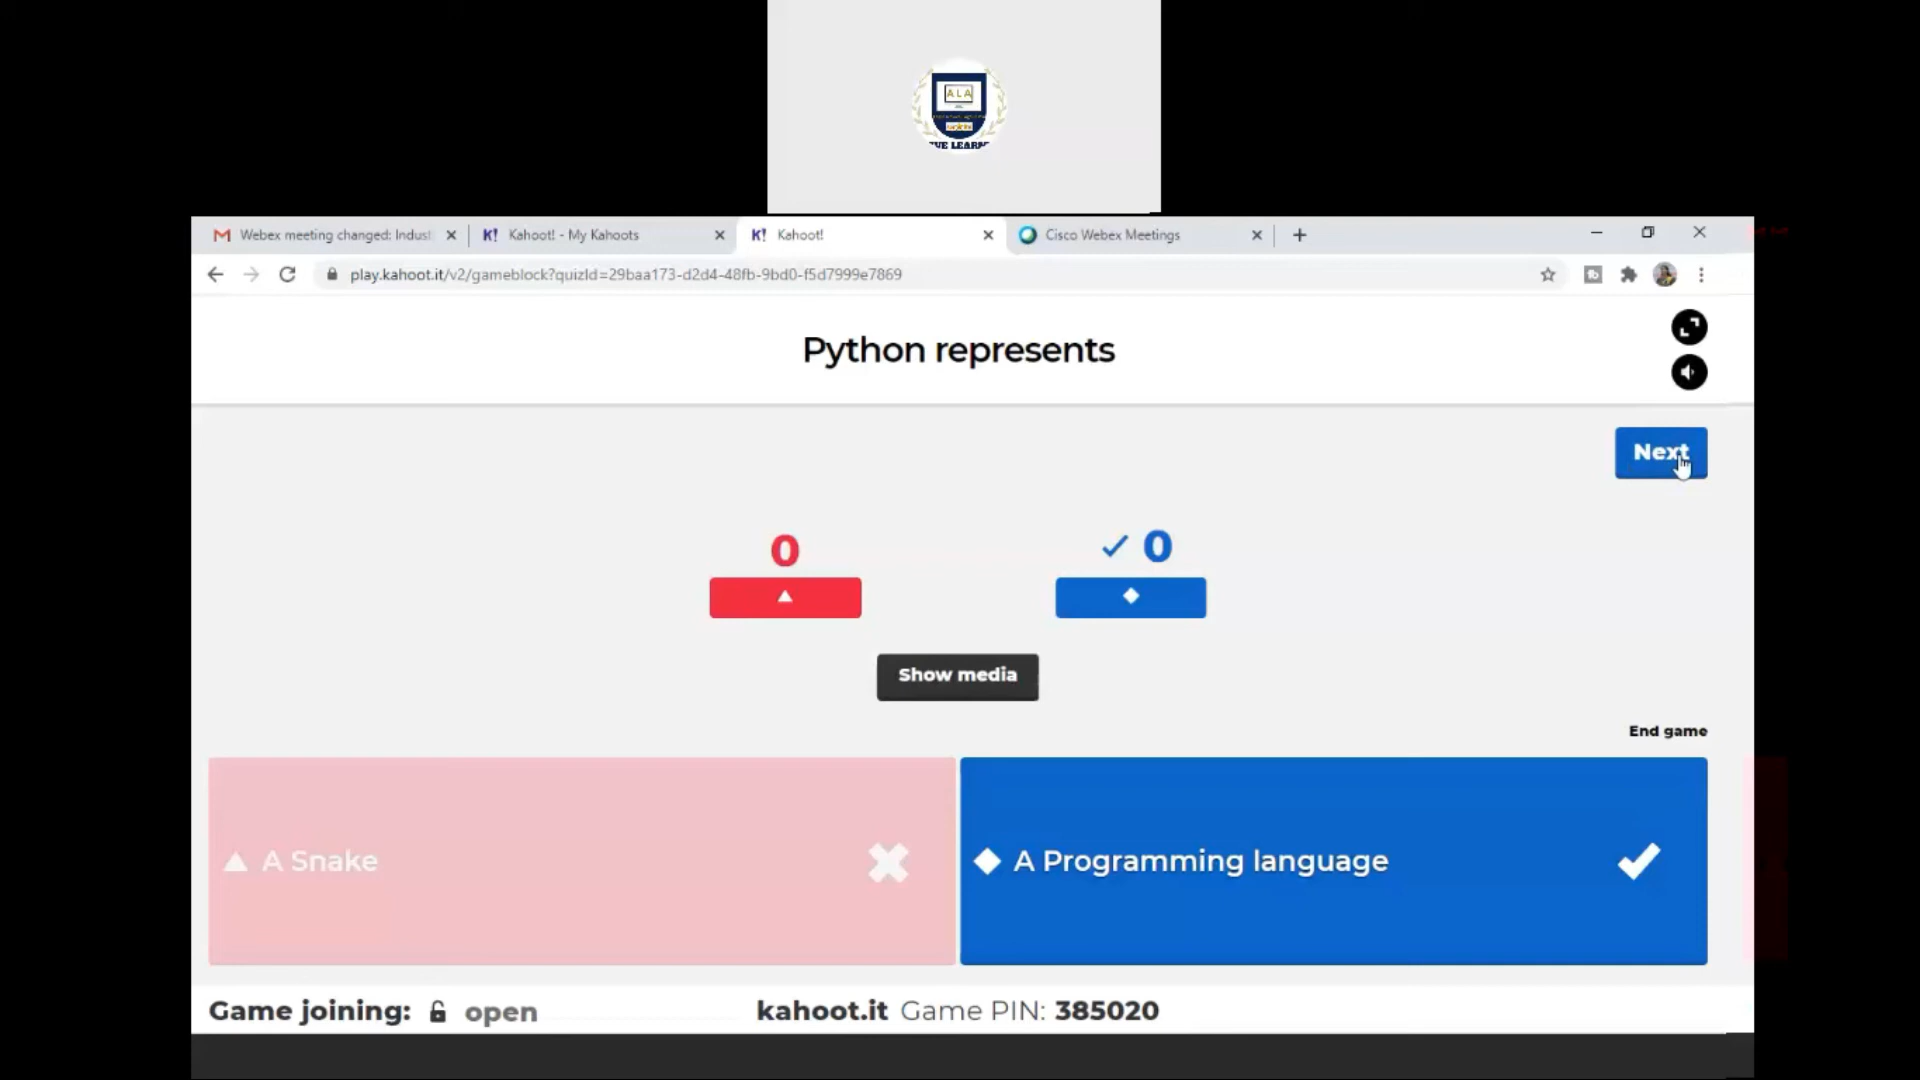 ALA
Webex meeting changed: Indust
K! Kahoot! - My Kahoots
K! Kahoot!
Cisco Webex Meetings
play.kahoot.it/v2/gameblock?quizId=29baa173-d2d4-48fb-9bd0-f5d7999e7869
Python represents
Next
0
0
Show media
End game
A Snake
A Programming language
Game joining: open
kahoot.it Game PIN: 385020